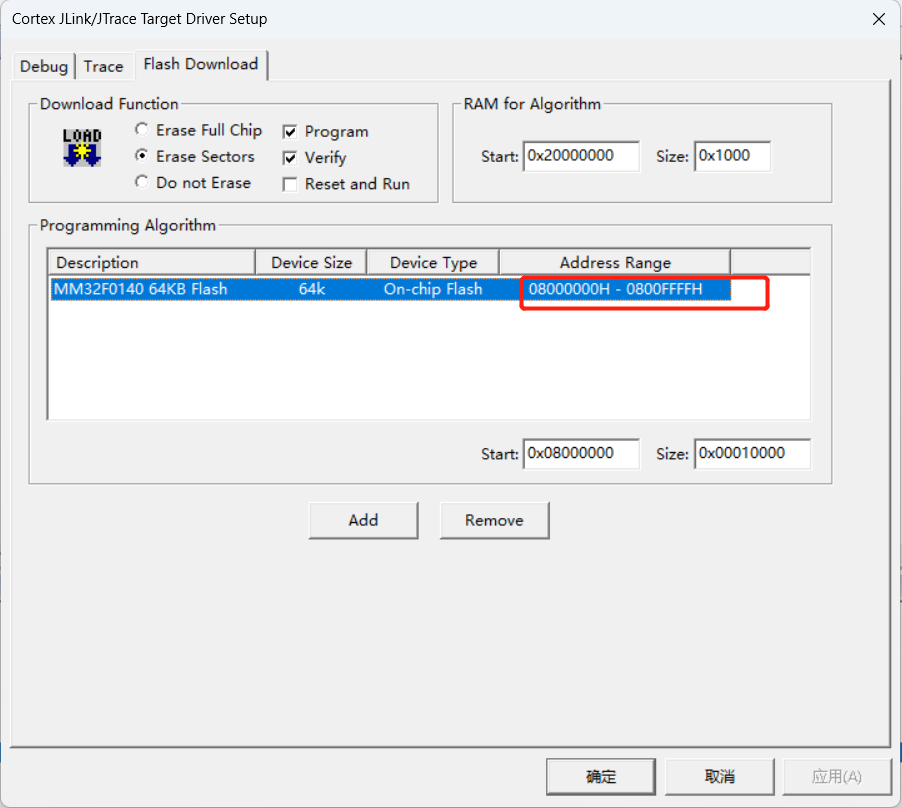 Cortex JLink/JTrace Target Driver Setup
Debug Trace Flash Download
Download Function
LOAD
Erase Full Chip
Erase Sectors
Do not Erase
Program
Verify
Reset and Run
RAM for Algorithm
Start: 0x20000000 Size: 0x1000
Programming Algorithm
Description Device Size Device Type Address Range
MM32F0140 64KB Flash 64k On-chip Flash 08000000H - 0800FFFFH
Start: 0x08000000 Size: 0x00010000
Add Remove
确定 取消 应用(A)